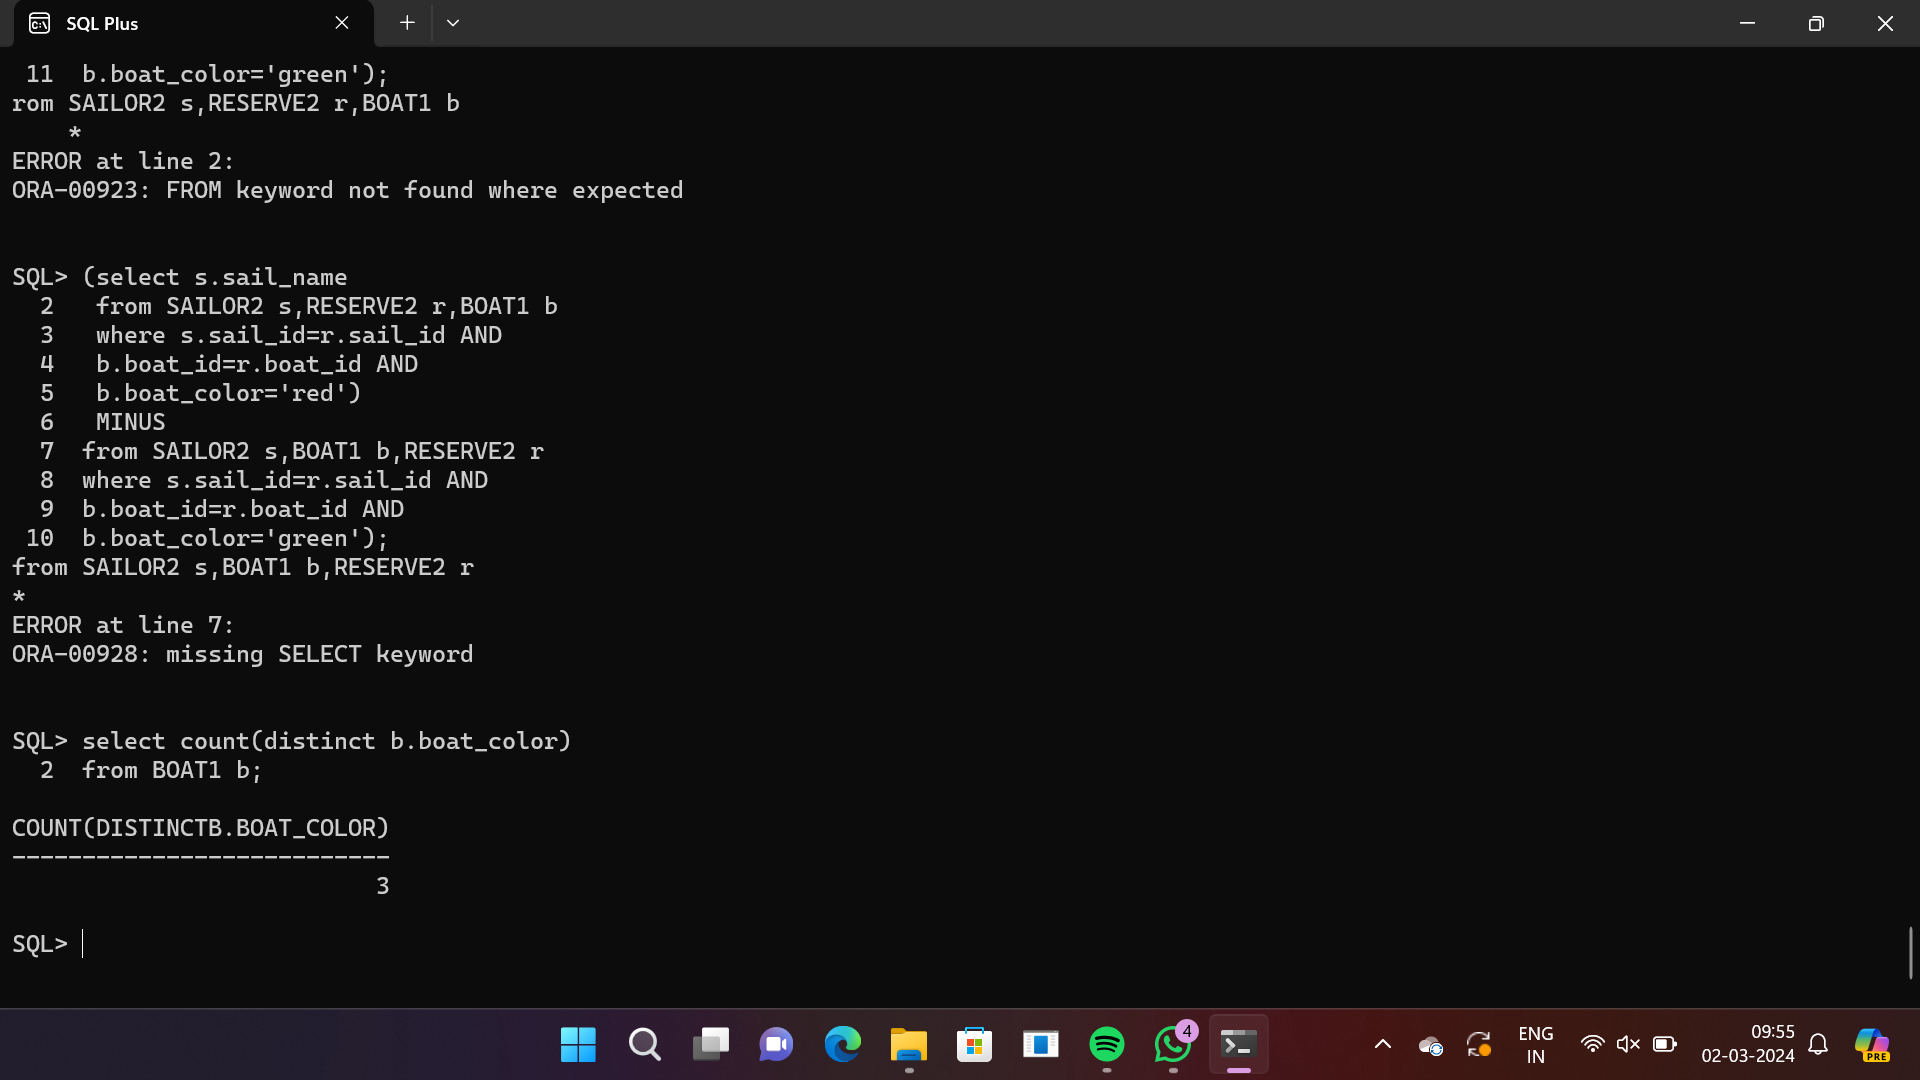 SQL Plus
 11  b.boat_color='green');
rom SAILOR2 s,RESERVE2 r,BOAT1 b
    *
ERROR at line 2:
ORA-00923: FROM keyword not found where expected
SQL> (select s.sail_name
  2   from SAILOR2 s,RESERVE2 r,BOAT1 b
  3   where s.sail_id=r.sail_id AND
  4   b.boat_id=r.boat_id AND
  5   b.boat_color='red')
  6   MINUS
  7  from SAILOR2 s,BOAT1 b,RESERVE2 r
  8  where s.sail_id=r.sail_id AND
  9  b.boat_id=r.boat_id AND
 10  b.boat_color='green');
from SAILOR2 s,BOAT1 b,RESERVE2 r
*
ERROR at line 7:
ORA-00928: missing SELECT keyword
SQL> select count(distinct b.boat_color)
  2  from BOAT1 b;
COUNT(DISTINCTB.BOAT_COLOR)
---------------------------
                          3
SQL>
4
ENG
IN
09:55
02-03-2024
PRE